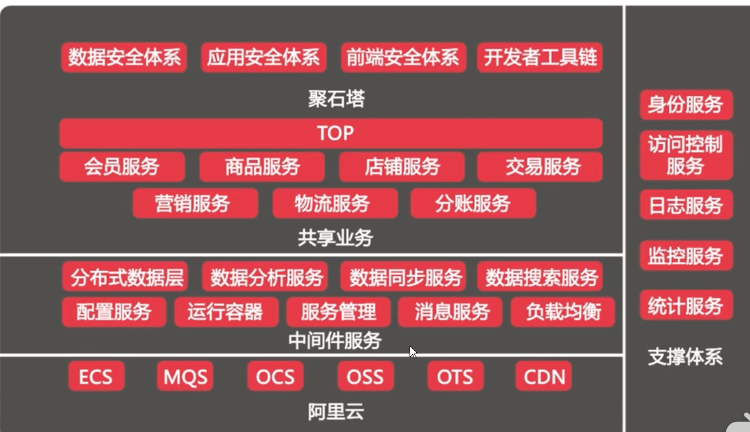 数据安全体系 应用安全体系 前端安全体系 开发者工具链
聚石塔
TOP
会员服务 商品服务 店铺服务 交易服务
营销服务 物流服务 分账服务
共享业务
分布式数据层 数据分析服务 数据同步服务 数据搜索服务
配置服务 运行容器 服务管理 消息服务 负载均衡
中间件服务
ECS MQS OCS OSS OTS CDN
阿里云
身份服务
访问控制
服务
日志服务
监控服务
统计服务
支撑体系